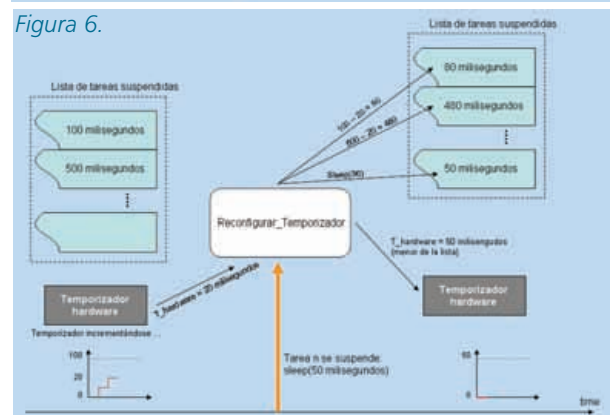 Figura 6.
Lista de tareas suspendidas
100 milisegundos
500 milisegundos
Lista de tareas suspendidas
80 milisegundos
480 milisegundos
50 milisegundos
100 - 20 = 80
500 - 20 = 480
Sleep(50)
Reconfigurar_Temporizador
T_hardware = 20 milisegundos
T_hardware = 50 milisegundos
(menor de la lista)
Temporizador
hardware
Temporizador incrementándose ...
100
20
0
Temporizador
hardware
Tarea n se suspende:
sleep(50 milisegundos)
50
0
time